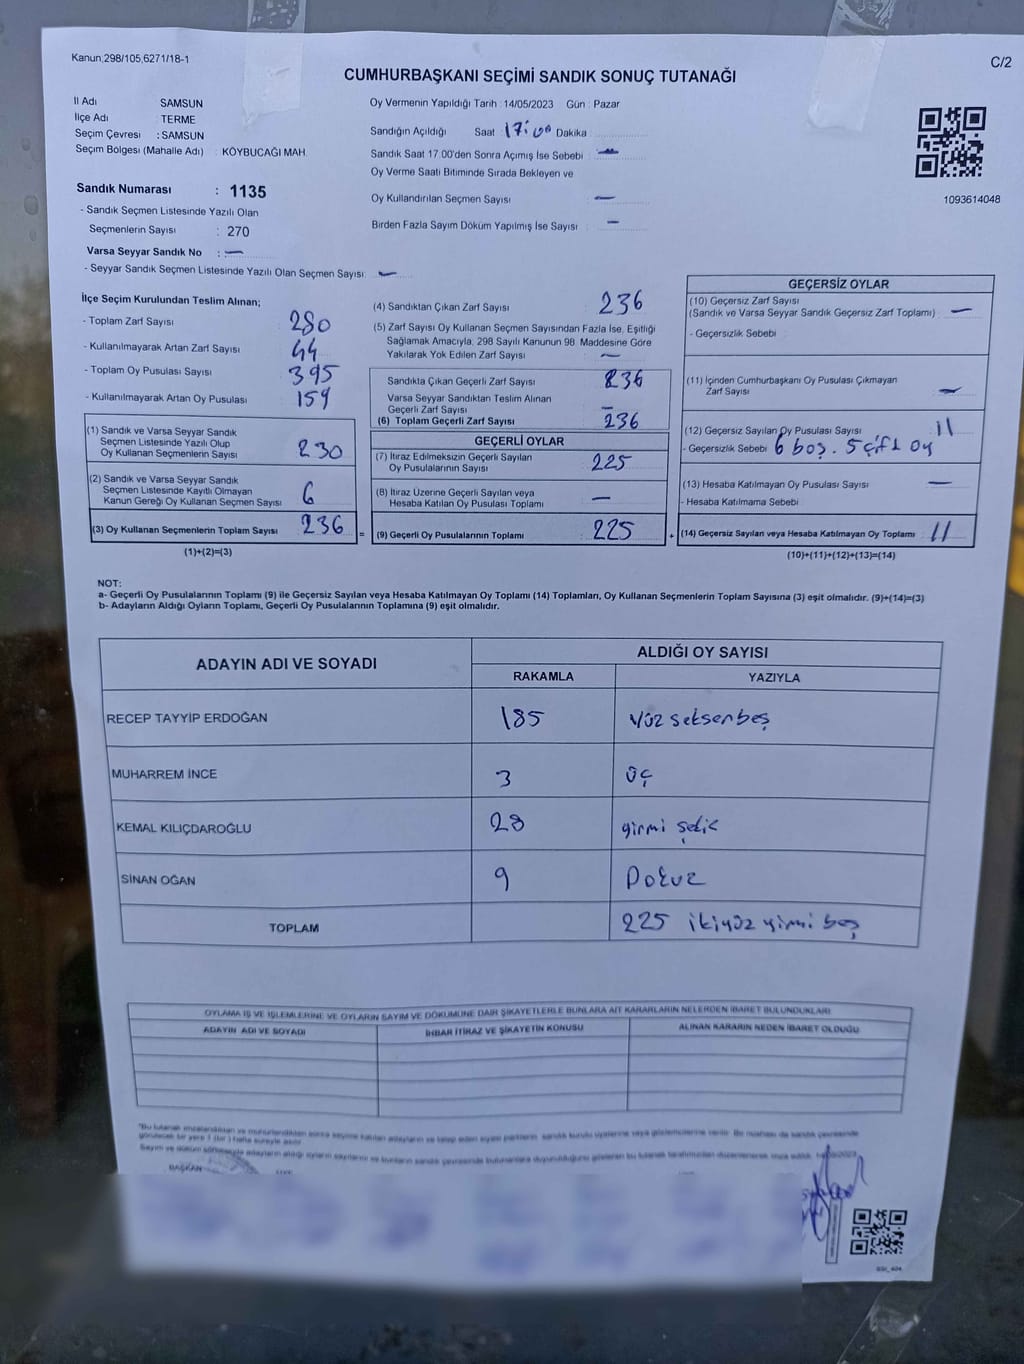 Kanun;298/105,6271/18-1
C/2
CUMHURBAŞKANI SEÇİMİ SANDIK SONUÇ TUTANAĞI
İl Adı SAMSUN
İlçe Adı TERME
Seçim Çevresi : SAMSUN
Seçim Bölgesi (Mahalle Adı) : KÖYBUCAĞI MAH.
Sandık Numarası : 1135
- Sandık Seçmen Listesinde Yazılı Olan
Seçmenlerin Sayısı : 270
Varsa Seyyar Sandık No : —
- Seyyar Sandık Seçmen Listesinde Yazılı Olan Seçmen Sayısı: —
Oy Vermenin Yapıldığı Tarih : 14/05/2023 Gün : Pazar
Sandığın Açıldığı Saat : 17:00 Dakika
Sandık Saat 17.00'den Sonra Açımış İse Sebebi : —
Oy Verme Saati Bitiminde Sırada Bekleyen ve
Oy Kullandırılan Seçmen Sayısı —
Birden Fazla Sayım Döküm Yapılmış İse Sayısı : —
1093614048
İlçe Seçim Kurulundan Teslim Alınan;
- Toplam Zarf Sayısı : 280
- Kullanılmayarak Artan Zarf Sayısı : 44
- Toplam Oy Pusulası Sayısı : 395
- Kullanılmayarak Artan Oy Pusulası : 159
(1) Sandık ve Varsa Seyyar Sandık
Seçmen Listesinde Yazılı Olup
Oy Kullanan Seçmenlerin Sayısı : 230
(2) Sandık ve Varsa Seyyar Sandık
Seçmen Listesinde Kayıtlı Olmayan
Kanun Gereği Oy Kullanan Seçmen Sayısı 6
(3) Oy Kullanan Seçmenlerin Toplam Sayısı : 236 =
(1)+(2)=(3)
(4) Sandıktan Çıkan Zarf Sayısı : 236
(5) Zarf Sayısı Oy Kullanan Seçmen Sayısından Fazla İse, Eşitliği
Sağlamak Amacıyla; 298 Sayılı Kanunun 98. Maddesine Göre
Yakılarak Yok Edilen Zarf Sayısı : —
Sandıkta Çıkan Geçerli Zarf Sayısı : 236
Varsa Seyyar Sandıktan Teslim Alınan
Geçerli Zarf Sayısı : —
(6) Toplam Geçerli Zarf Sayısı : 236
GEÇERLİ OYLAR
(7) İtiraz Edilmeksizin Geçerli Sayılan
Oy Pusulalarının Sayısı : 225
(8) İtiraz Üzerine Geçerli Sayılan veya
Hesaba Katılan Oy Pusulası Toplamı : —
(9) Geçerli Oy Pusulalarının Toplamı : 225 +
GEÇERSİZ OYLAR
(10) Geçersiz Zarf Sayısı
(Sandık ve Varsa Seyyar Sandık Geçersiz Zarf Toplamı) : —
- Geçersizlik Sebebi :
(11) İçinden Cumhurbaşkanı Oy Pusulası Çıkmayan
Zarf Sayısı : —
(12) Geçersiz Sayılan Oy Pusulası Sayısı : 11
- Geçersizlik Sebebi 6 boş. 5 çift oy
(13) Hesaba Katılmayan Oy Pusulası Sayısı : —
- Hesaba Katılmama Sebebi :
(14) Geçersiz Sayılan veya Hesaba Katılmayan Oy Toplamı : 11
(10)+(11)+(12)+(13)=(14)
NOT:
a- Geçerli Oy Pusulalarının Toplamı (9) ile Geçersiz Sayılan veya Hesaba Katılmayan Oy Toplamı (14) Toplamları, Oy Kullanan Seçmenlerin Toplam Sayısına (3) eşit olmalıdır. (9)+(14)=(3)
b- Adayların Aldığı Oyların Toplamı, Geçerli Oy Pusulalarının Toplamına (9) eşit olmalıdır.
ADAYIN ADI VE SOYADI
ALDIĞI OY SAYISI
RAKAMLA YAZIYLA
RECEP TAYYİP ERDOĞAN 185 Yüz seksen beş
MUHARREM İNCE 3 üç
KEMAL KILIÇDAROĞLU 28 yirmi sekiz
SİNAN OĞAN 9 Dokuz
TOPLAM 225 ikiyüz yirmi beş
OYLAMA İŞ VE İŞLEMLERİNE VE OYLARIN SAYIM VE DÖKÜMÜNE DAİR ŞİKAYETLERLE BUNLARA AİT KARARLARIN NELERDEN İBARET BULUNDUKLARI
ADAYIN ADI VE SOYADI İHBAR İTİRAZ VE ŞİKAYETİN KONUSU ALINAN KARARIN NEDEN İBARET OLDUĞU
BAŞKAN